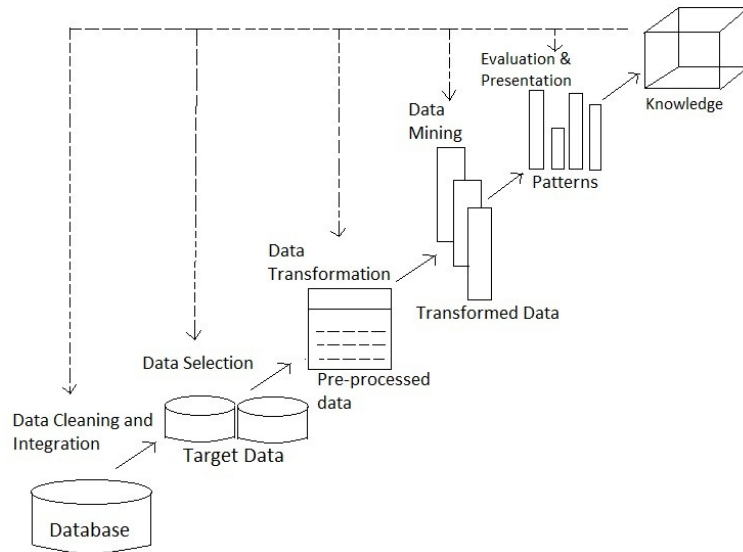 Evaluation &
Presentation
Knowledge
Data
Mining
Patterns
Data
Transformation
Transformed Data
Data Selection
Pre-processed
data
Data Cleaning and
Integration
Target Data
Database